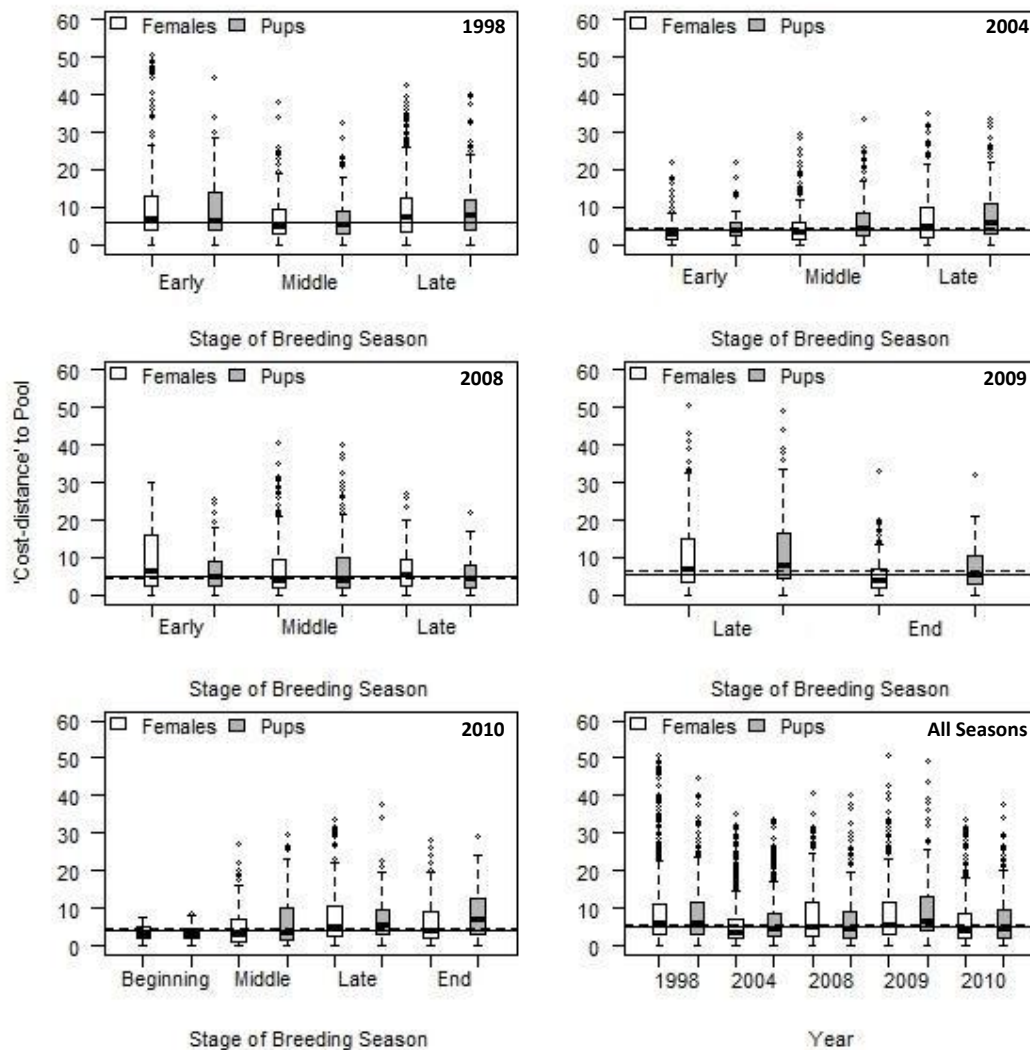 'Cost-distance' to Pool
Females Pups 1998
60
50
40
30
20
10
0
Early Middle Late
Stage of Breeding Season
Females Pups 2004
60
50
40
30
20
10
0
Early Middle Late
Stage of Breeding Season
Females Pups 2008
60
50
40
30
20
10
0
Early Middle Late
Stage of Breeding Season
Females Pups 2009
60
50
40
30
20
10
0
Late End
Stage of Breeding Season
Females Pups 2010
60
50
40
30
20
10
0
Beginning Middle Late End
Stage of Breeding Season
Females Pups All Seasons
60
50
40
30
20
10
0
1998 2004 2008 2009 2010
Year